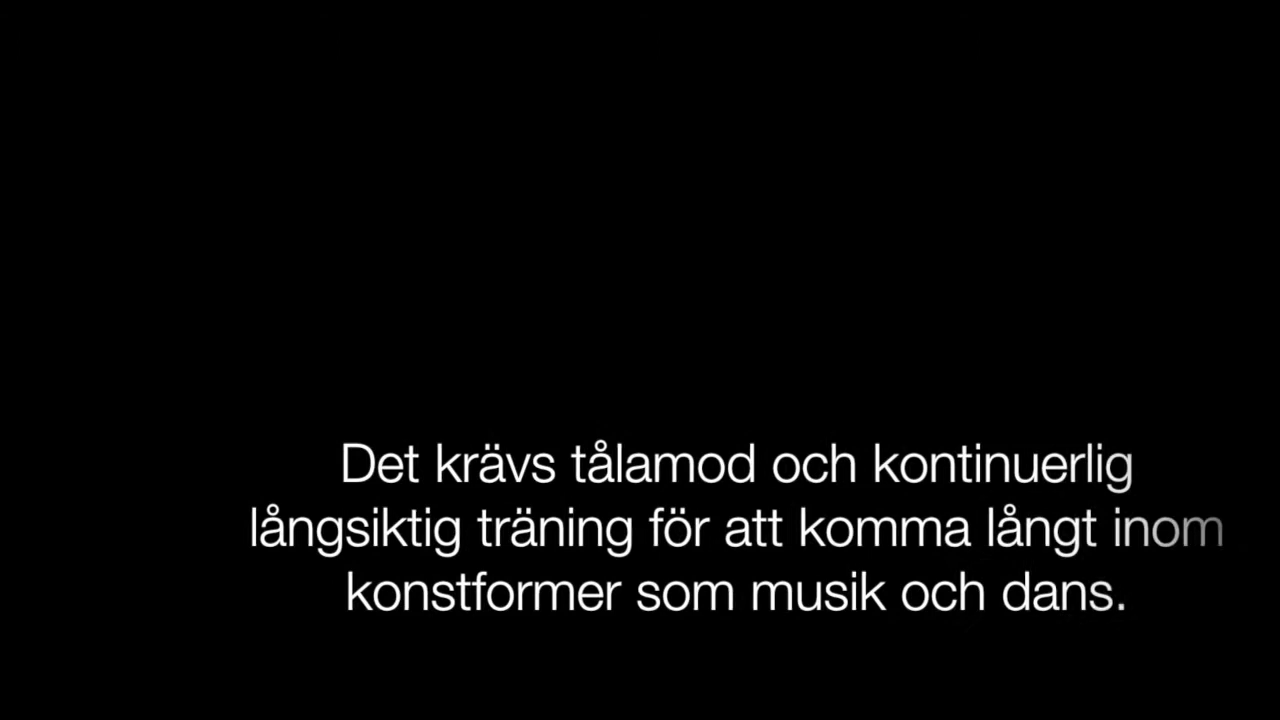 Det krävs tålamod och kontinuerlig
långsiktig träning för att komma långt inom
konstformer som musik och dans.